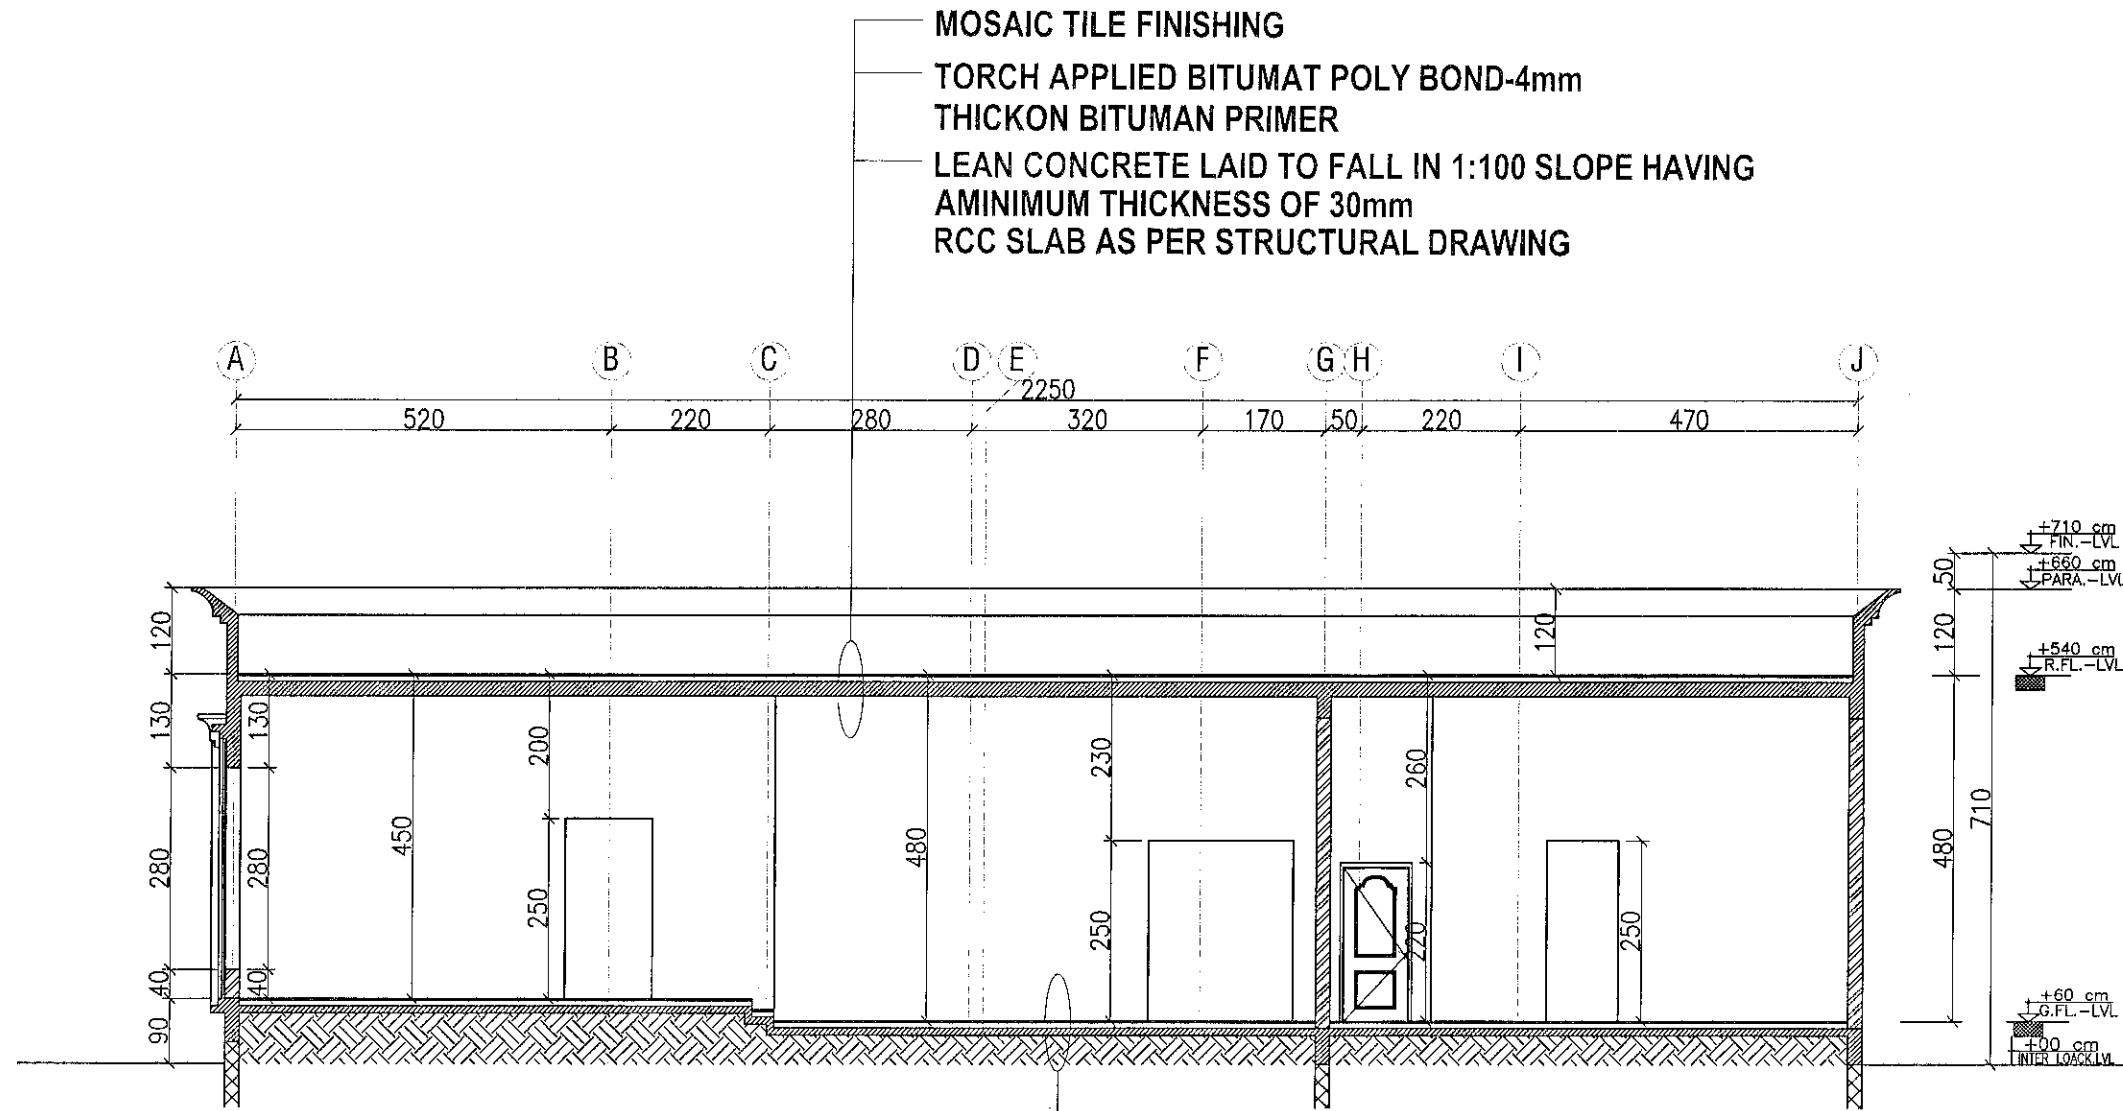 MOSAIC TILE FINISHING
TORCH APPLIED BITUMAT POLY BOND-4mm
THICKON BITUMAN PRIMER
LEAN CONCRETE LAID TO FALL IN 1:100 SLOPE HAVING
AMINIMUM THICKNESS OF 30mm
RCC SLAB AS PER STRUCTURAL DRAWING
A B C D E F G H I J
2250
520 220 280 320 170 50 220 470
+710 cm
FIN.-LVL
+660 cm
PARA.-LVL
50
120 120 120
+540 cm
R.FL.-LVL
130 130 200 230 260
450 480 710 480
280 280 250 250 220 250
40 40
90
+60 cm
G.FL.-LVL
+00 cm
INTER LOACK.LVL